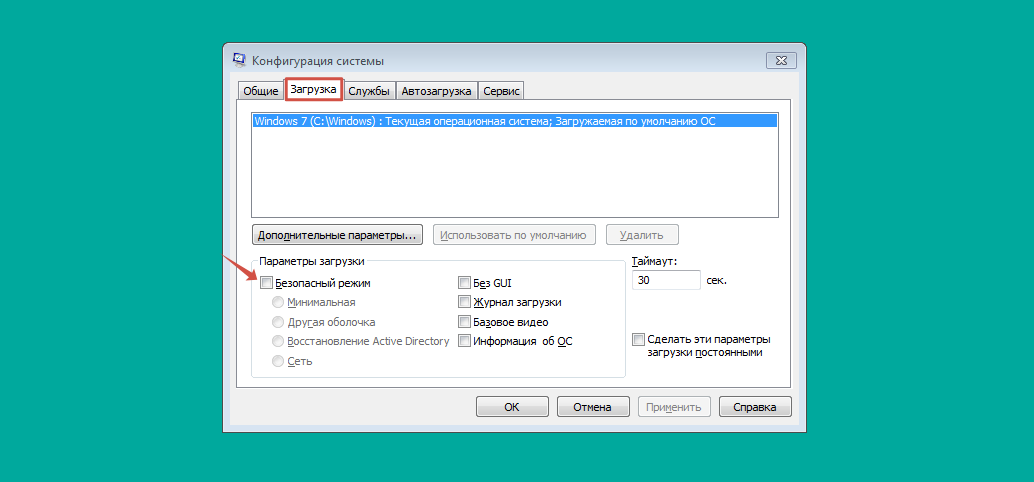 Конфигурация системы
Общие
Загрузка
Службы
Автозагрузка
Сервис
Windows 7 (C:\Windows) : Текущая операционная система; Загружаемая по умолчанию ОС
Дополнительные параметры...
Использовать по умолчанию
Удалить
Параметры загрузки
Таймаут:
Безопасный режим
Без GUI
30
сек.
Минимальная
Журнал загрузки
Другая оболочка
Базовое видео
Восстановление Active Directory
Информация об ОС
Сеть
Сделать эти параметры
загрузки постоянными
ОК
Отмена
Применить
Справка